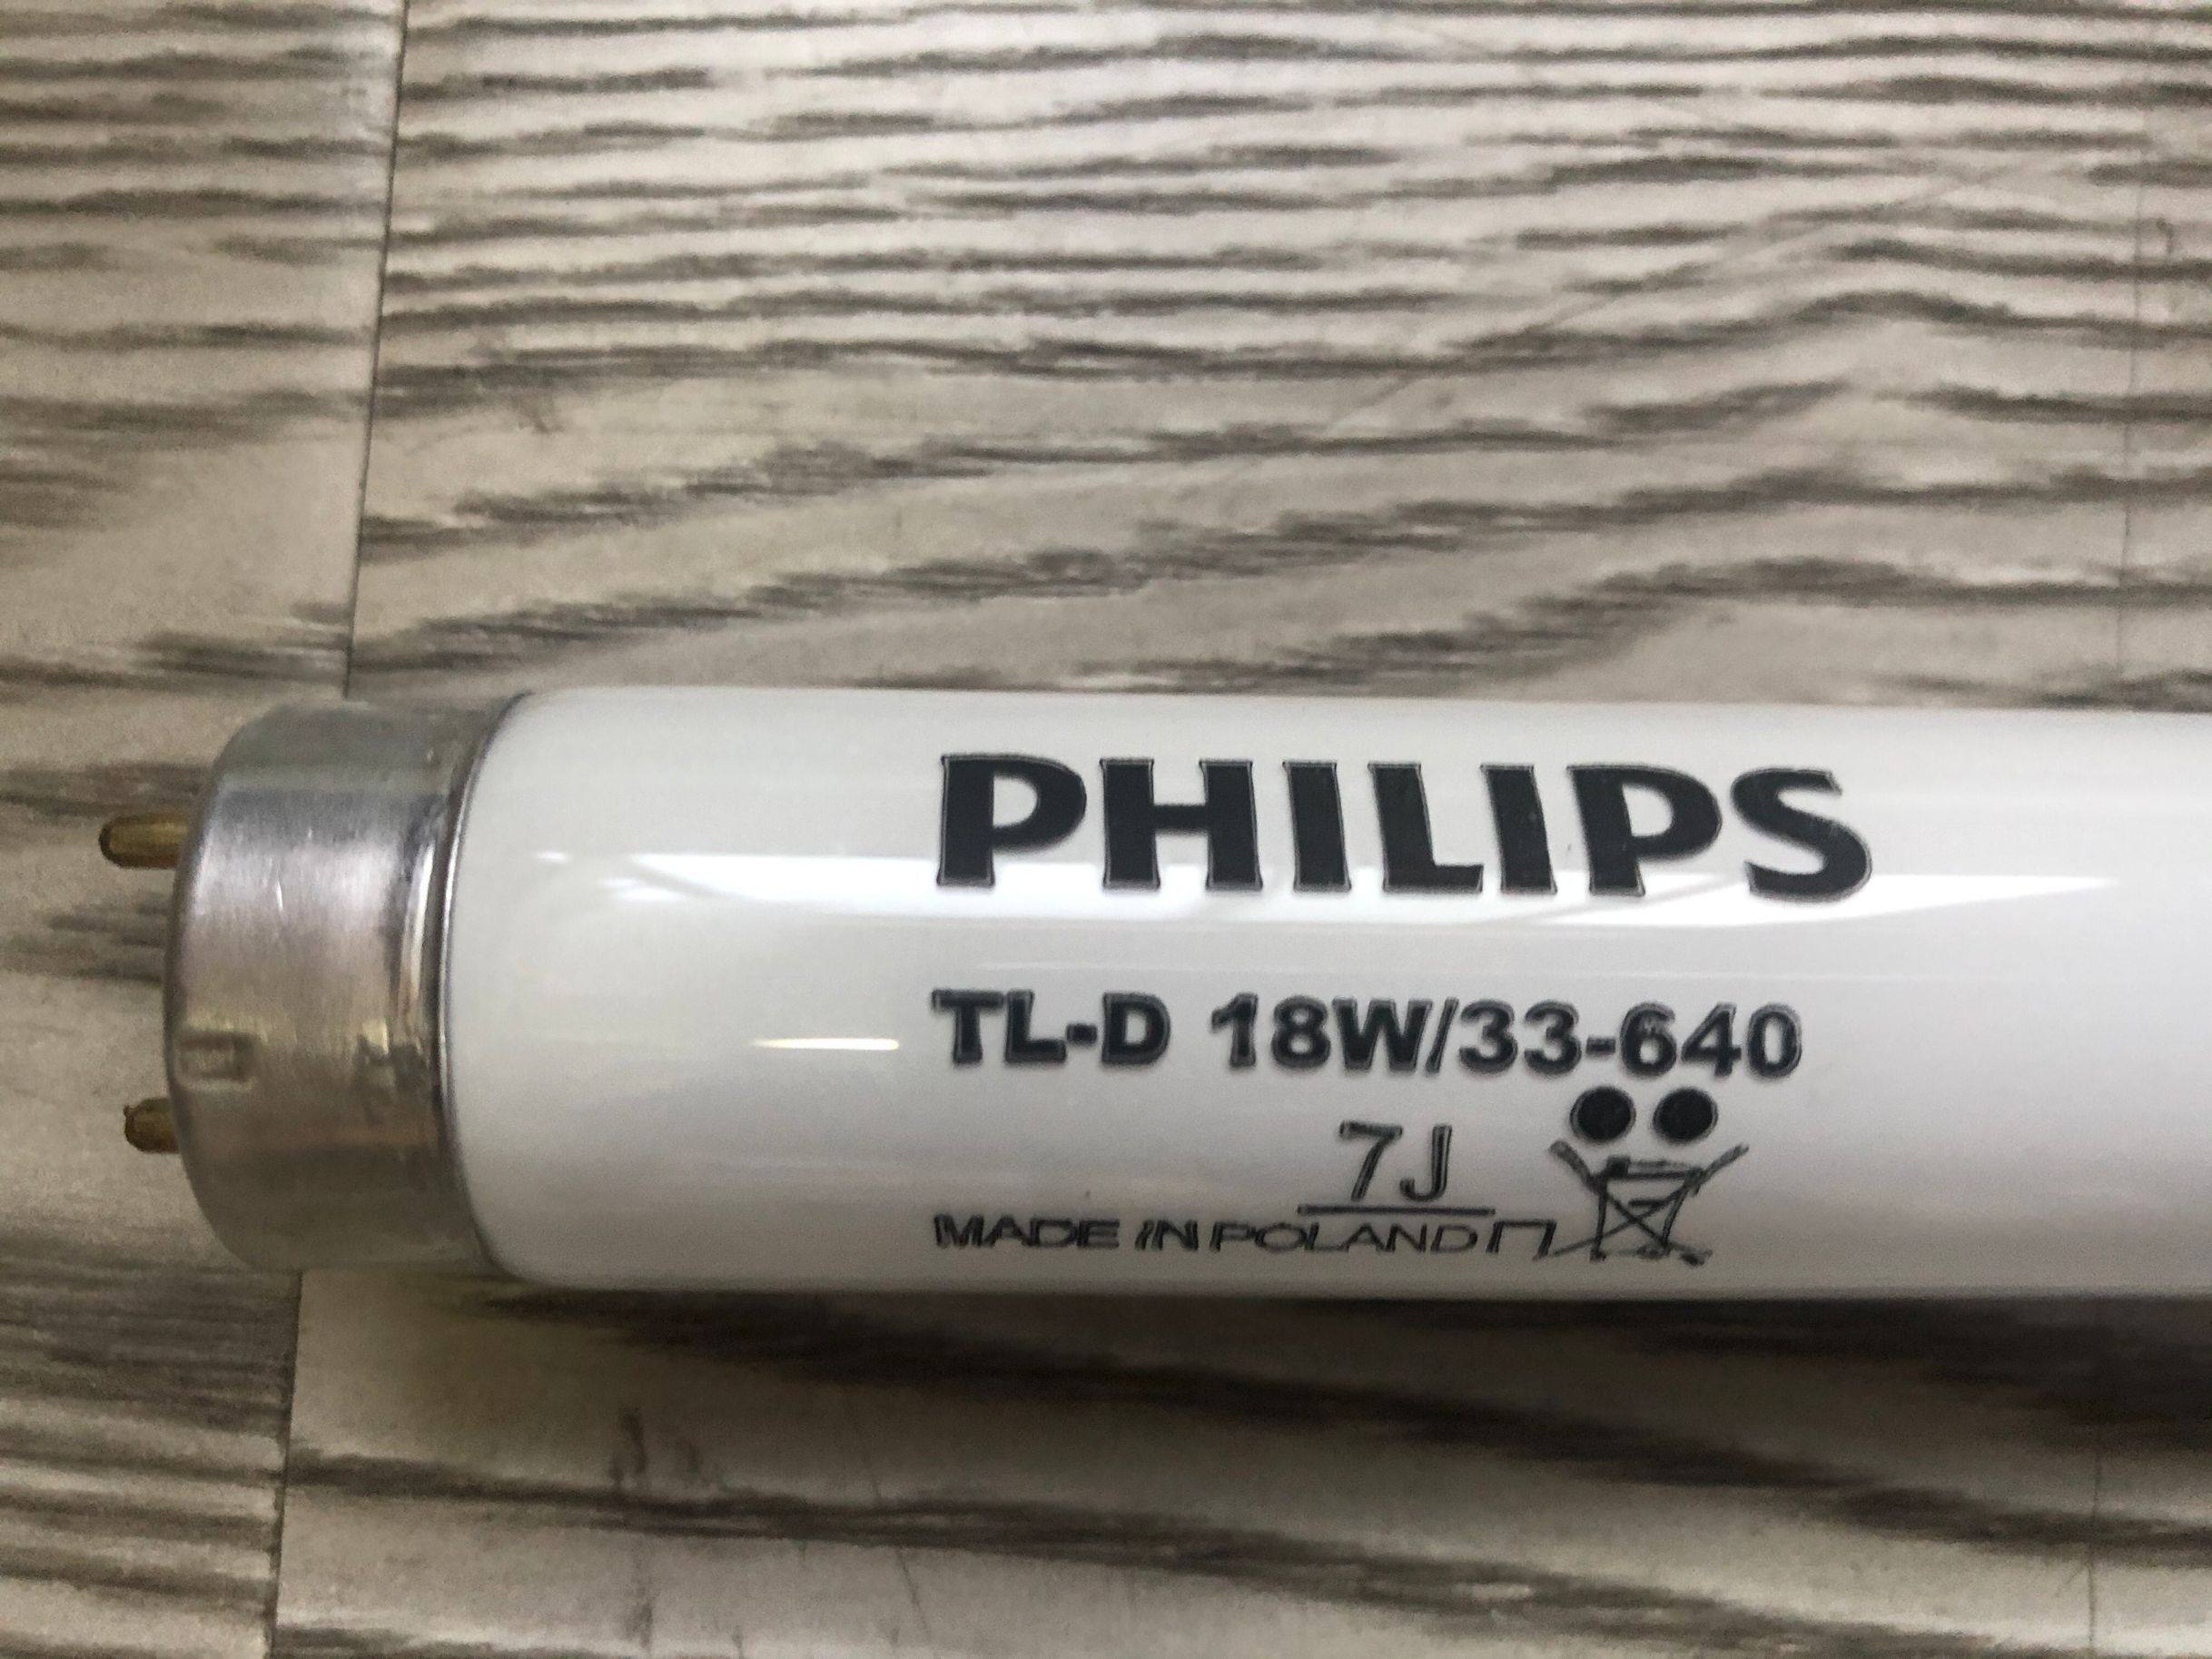 PHILIPS
TL-D 18W/33-640
7J
MADE IN POLAND